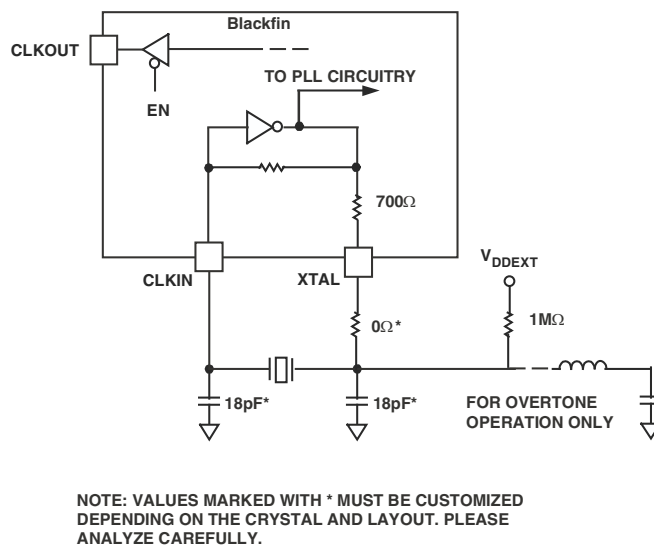 Blackfin
CLKOUT
TO PLL CIRCUITRY
EN
700Ω
CLKIN
XTAL
VDDEXT
0Ω*
1MΩ
18pF*
18pF*
FOR OVERTONE
OPERATION ONLY
NOTE: VALUES MARKED WITH * MUST BE CUSTOMIZED
DEPENDING ON THE CRYSTAL AND LAYOUT. PLEASE
ANALYZE CAREFULLY.